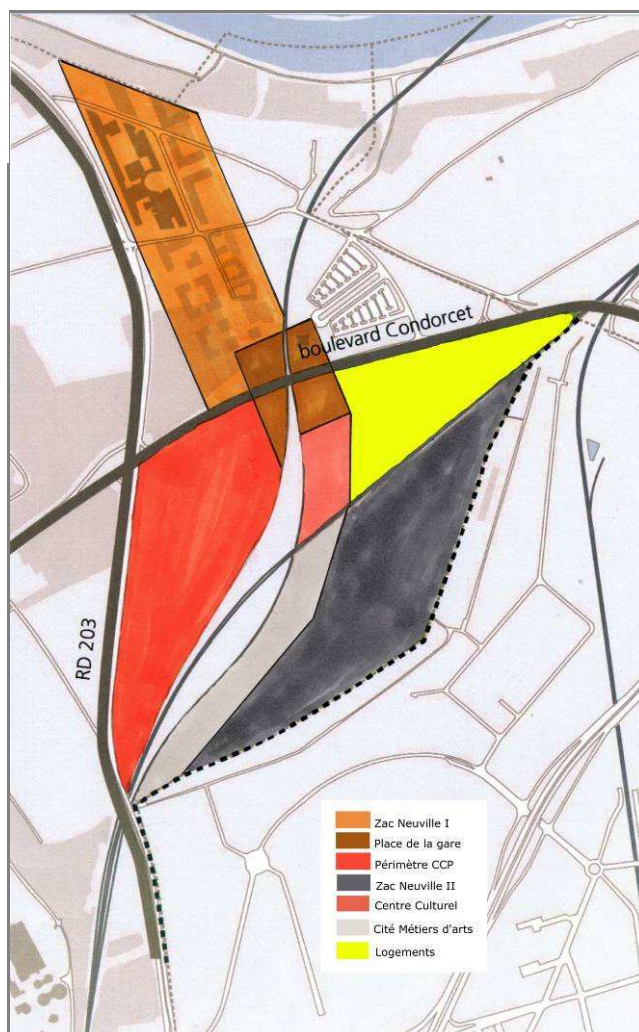 boulevard Condorcet
RD 203
Zac Neuville I
Place de la gare
Périmètre CCP
Zac Neuville II
Centre Culturel
Cité Métiers d'arts
Logements